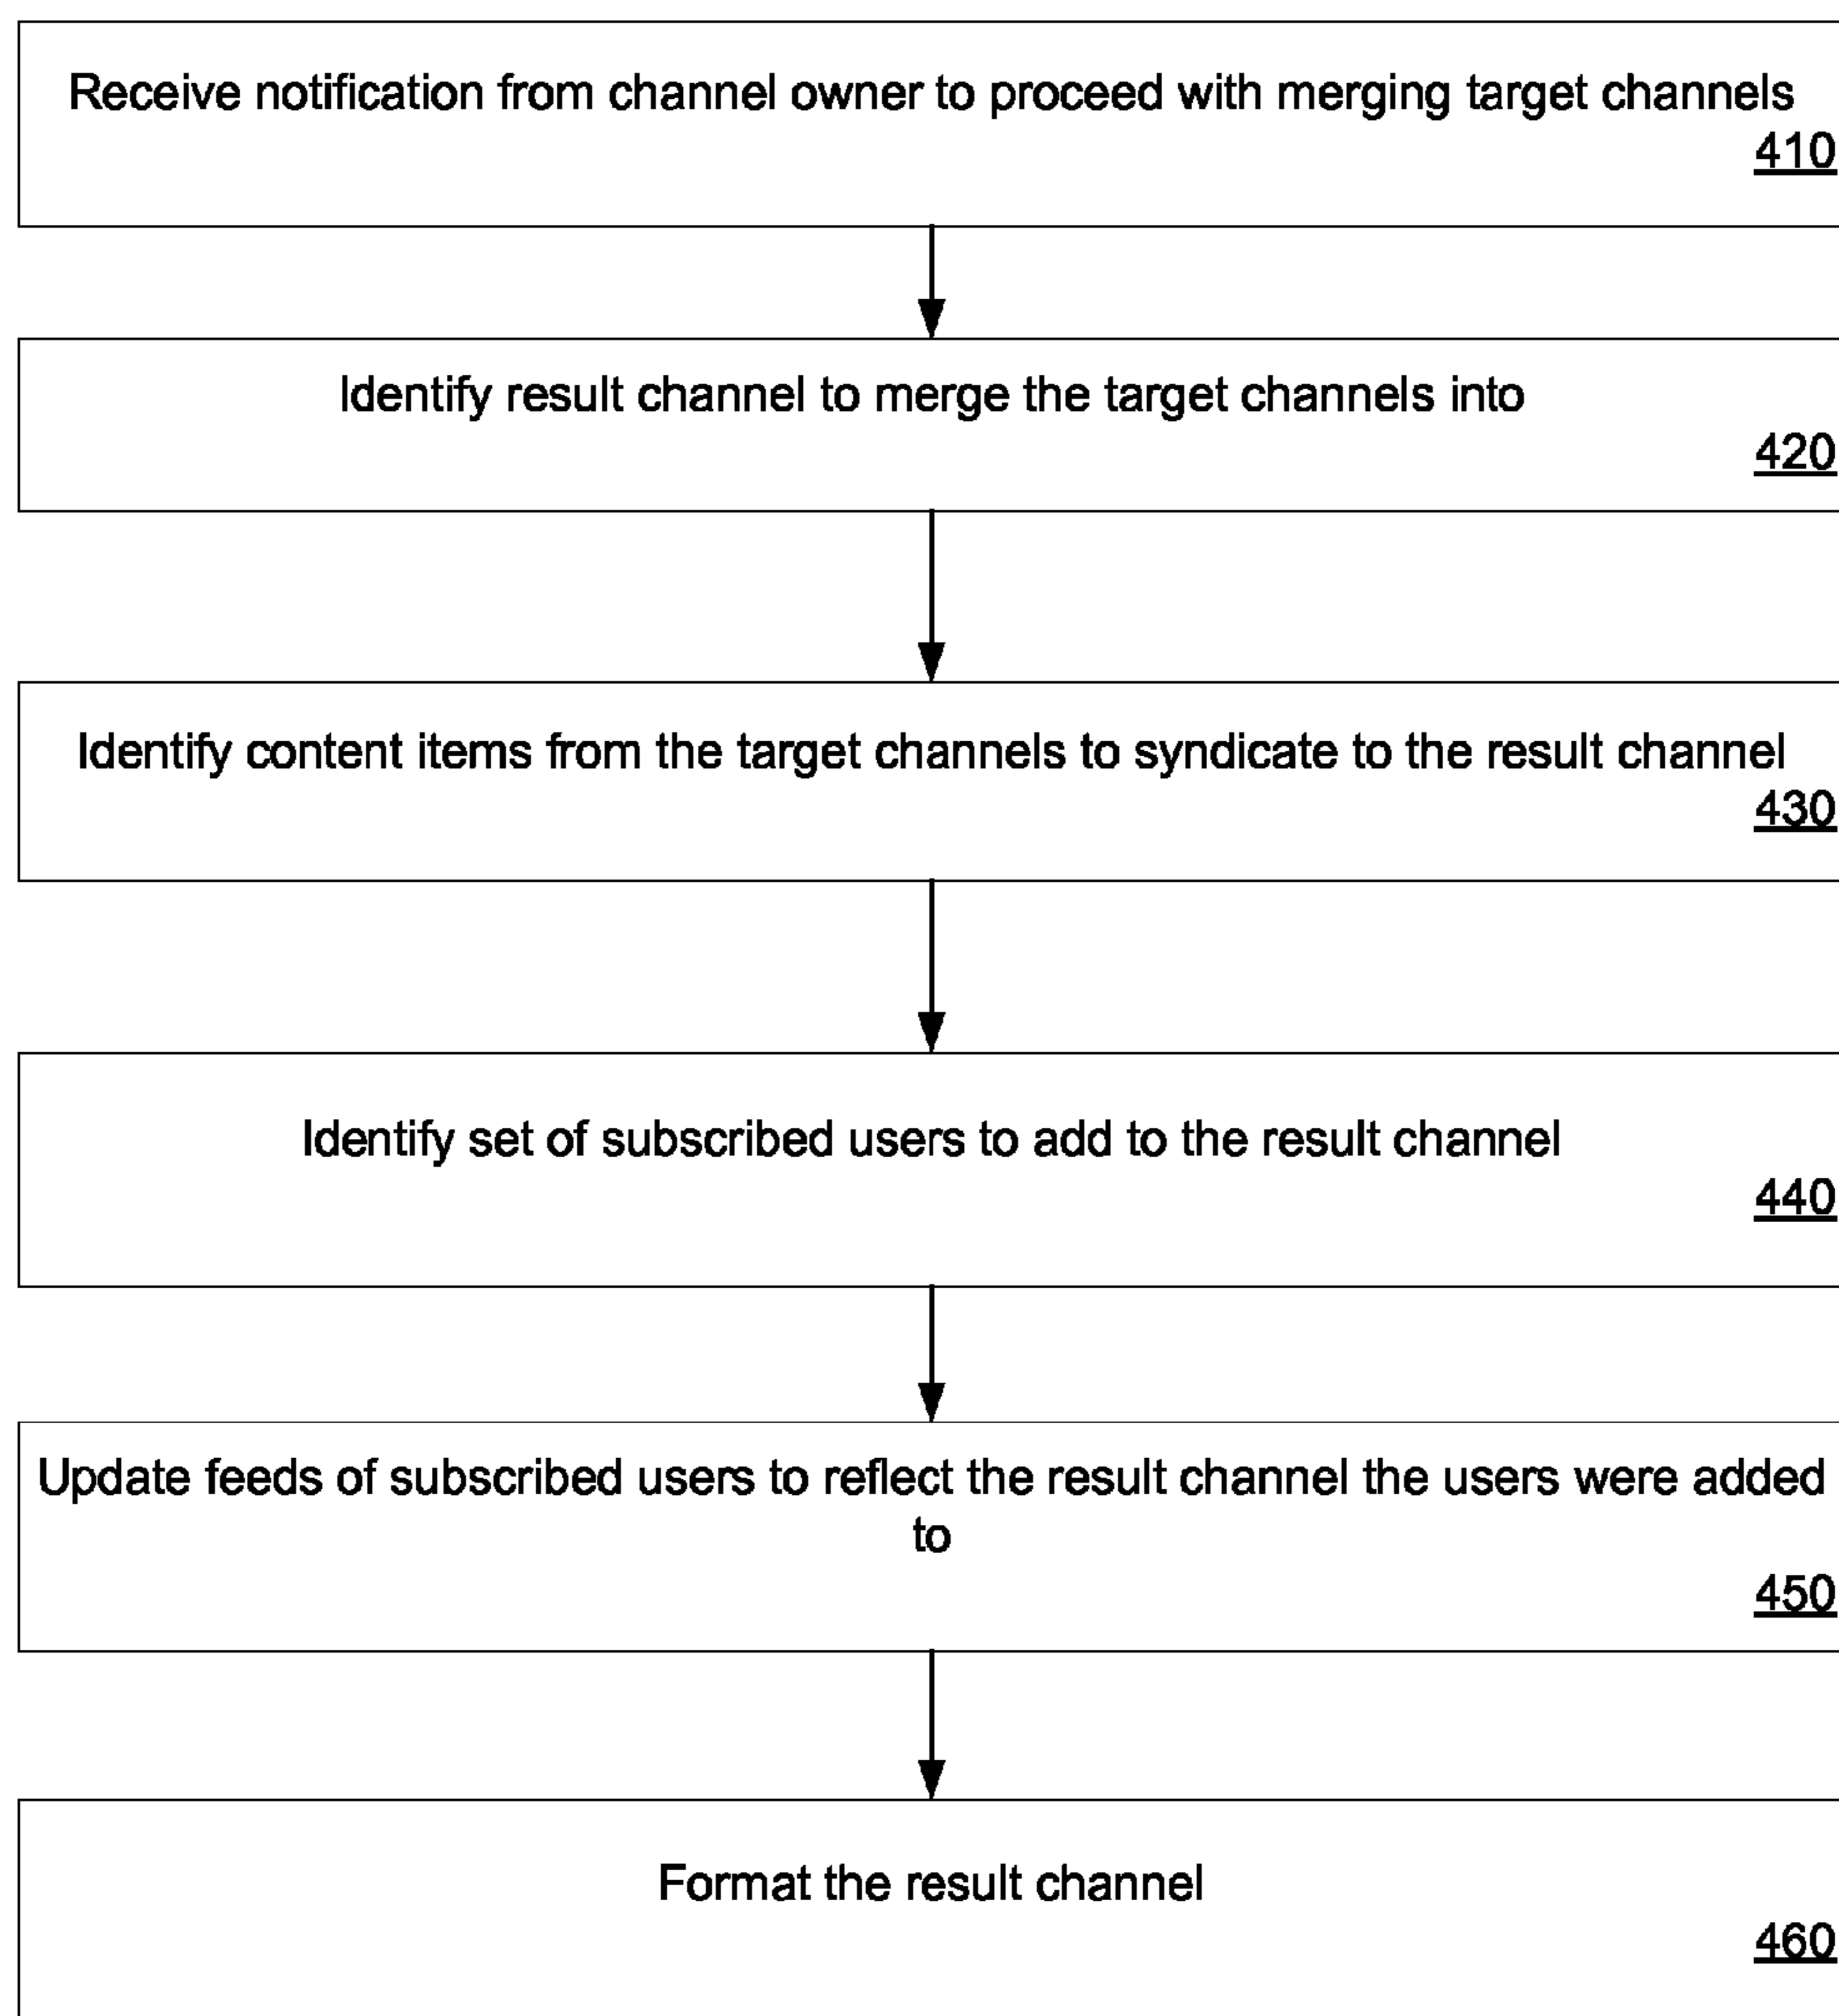 Receive notification from channel owner to proceed with merging target channels
410
Identify result channel to merge the target channels into
420
Identify content items from the target channels to syndicate to the result channel
430
Identify set of subscribed users to add to the result channel
440
Update feeds of subscribed users to reflect the result channel the users were added
to
450
Format the result channel
460